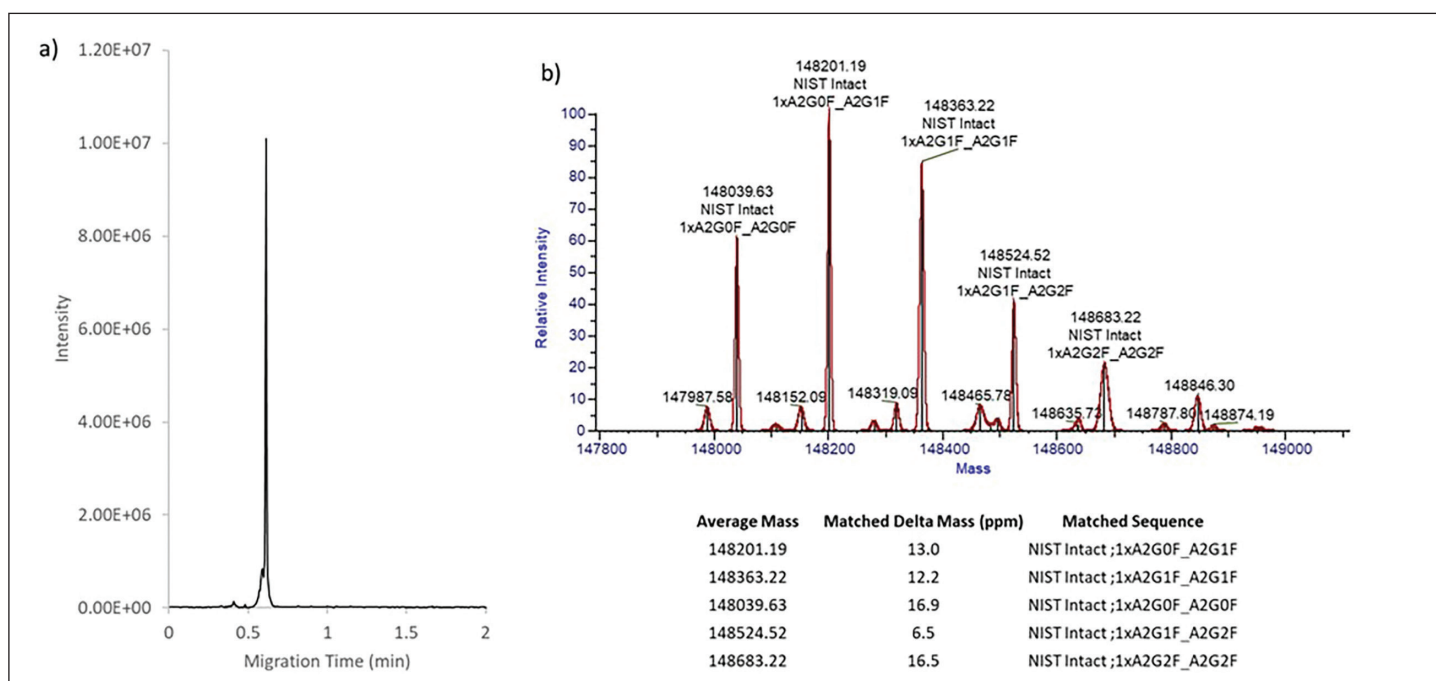 a)
1.20E+07
1.00E+07
8.00E+06
6.00E+06
4.00E+06
2.00E+06
0.00E+00
Intensity
0 0.5 1 1.5 2
Migration Time (min)
b)
148201.19
NIST Intact
1xA2G0F_A2G1F
148363.22
NIST Intact
1xA2G1F_A2G1F
148039.63
NIST Intact
1xA2G0F_A2G0F
148524.52
NIST Intact
1xA2G1F_A2G2F
148683.22
NIST Intact
1xA2G2F_A2G2F
147987.58
148152.09
148319.09
148465.78
148635.73
148787.80
148846.30
148874.19
100
90
80
70
60
50
40
30
20
10
0
Relative Intensity
147800 148000 148200 148400 148600 148800 149000
Mass
Average Mass Matched Delta Mass (ppm) Matched Sequence
148201.19 13.0 NIST Intact ;1xA2G0F_A2G1F
148363.22 12.2 NIST Intact ;1xA2G1F_A2G1F
148039.63 16.9 NIST Intact ;1xA2G0F_A2G0F
148524.52 6.5 NIST Intact ;1xA2G1F_A2G2F
148683.22 16.5 NIST Intact ;1xA2G2F_A2G2F